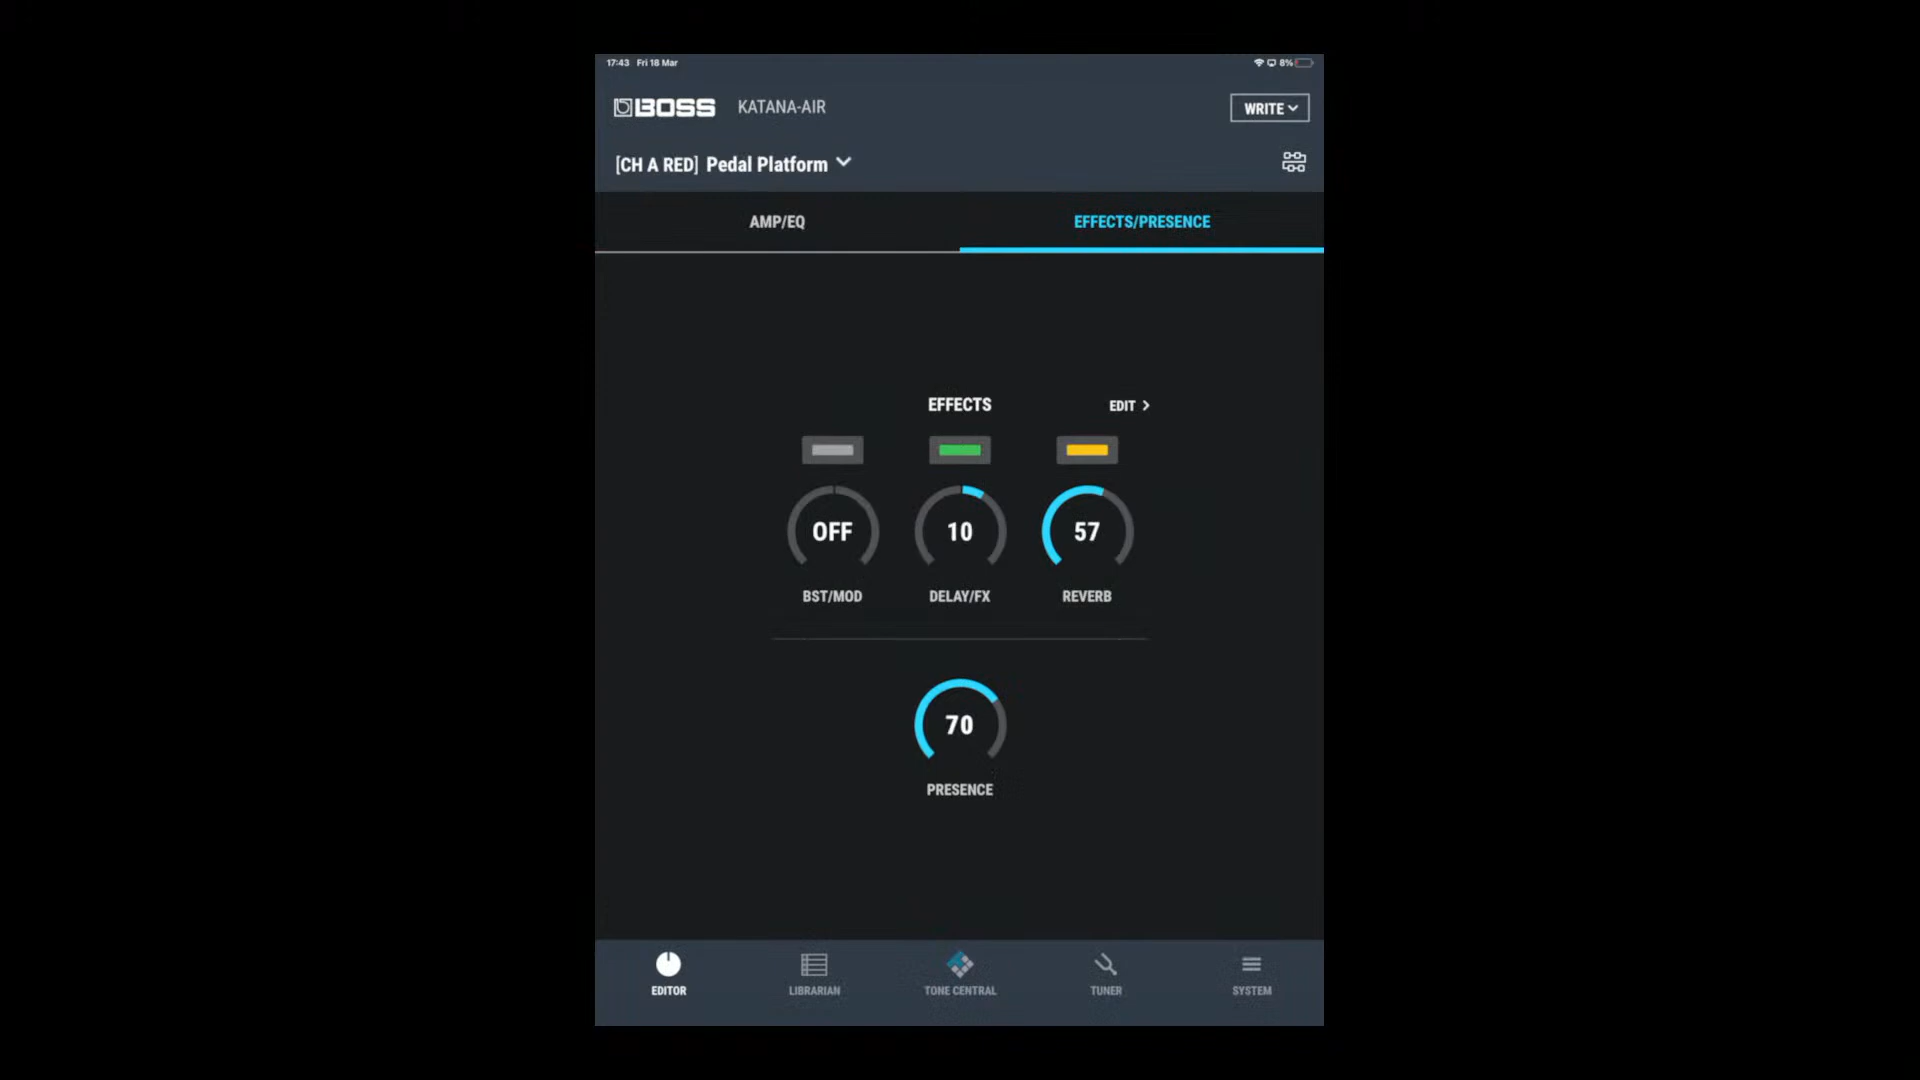 17:43 Fri 18 Mar
8%
BOSS KATANA-AIR
WRITE
[CH A RED] Pedal Platform
AMP/EQ
EFFECTS/PRESENCE
EFFECTS
EDIT
OFF
10
57
BST/MOD
DELAY/FX
REVERB
70
PRESENCE
EDITOR
LIBRARIAN
TONE CENTRAL
TUNER
SYSTEM